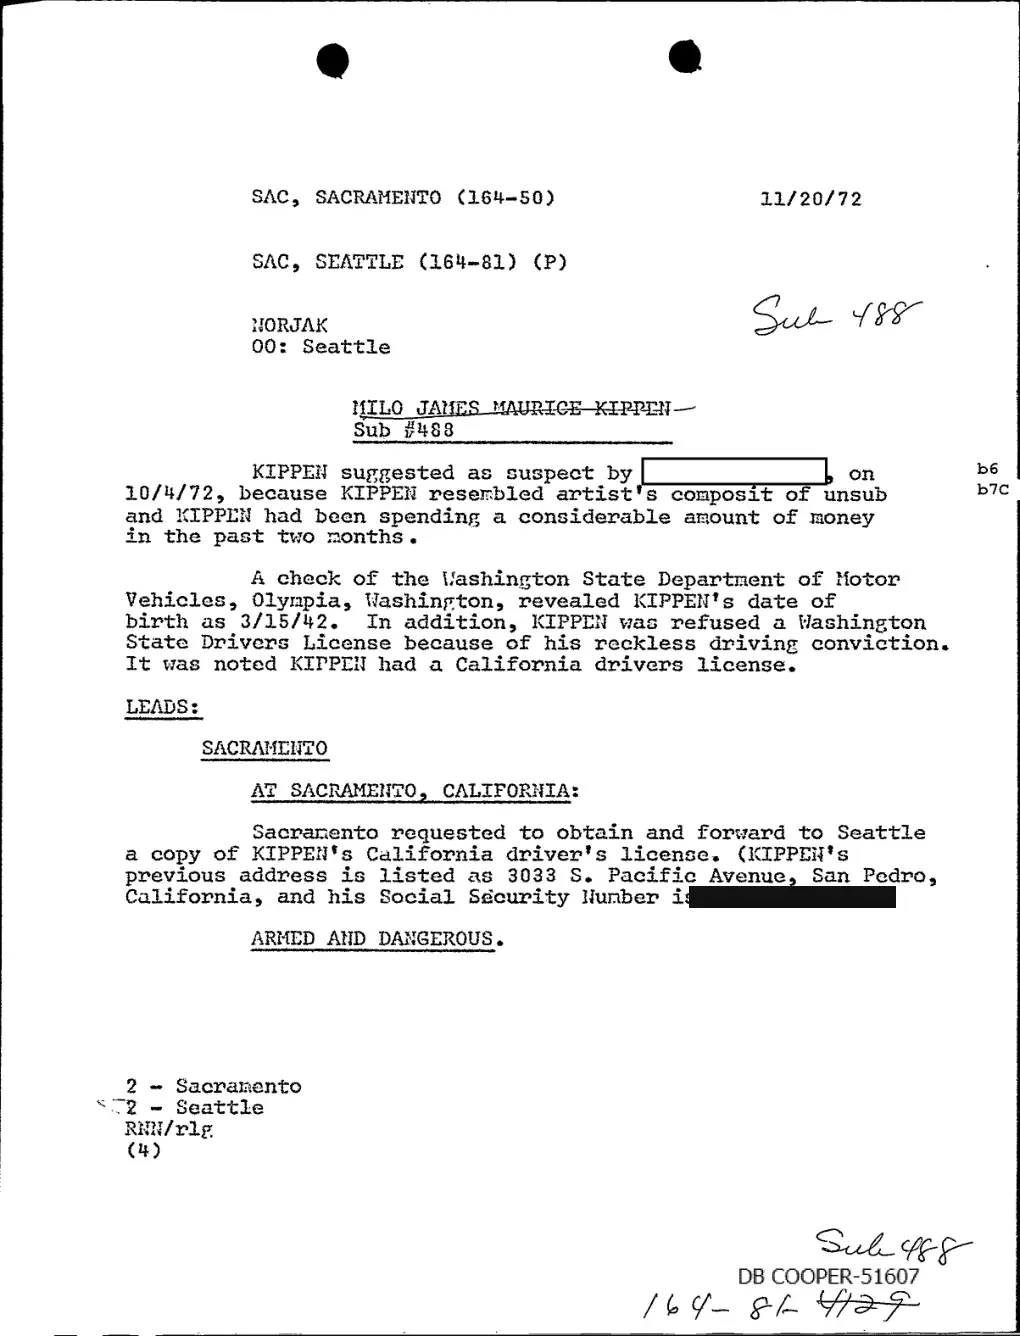 SAC, SACRAMENTO (164-50) 11/20/72
SAC, SEATTLE (164-81) (P)
Sub 488
NORJAK
OO: Seattle
MILO JAMES MAURICE KIPPEN
Sub #488
KIPPEN suggested as suspect by , on
b6
10/4/72, because KIPPEN resembled artist's composit of unsub
b7C
and KIPPEN had been spending a considerable amount of money
in the past two months.
A check of the Washington State Department of Motor
Vehicles, Olympia, Washington, revealed KIPPEN's date of
birth as 3/15/42. In addition, KIPPEN was refused a Washington
State Drivers License because of his reckless driving conviction.
It was noted KIPPEN had a California drivers license.
LEADS:
SACRAMENTO
AT SACRAMENTO, CALIFORNIA:
Sacramento requested to obtain and forward to Seattle
a copy of KIPPEN's California driver's license. (KIPPEN's
previous address is listed as 3033 S. Pacific Avenue, San Pedro,
California, and his Social Security Number is
ARMED AND DANGEROUS.
2 - Sacramento
2 - Seattle
RNN/rlg
(4)
Sub 488
DB COOPER-51607
164-81-4129